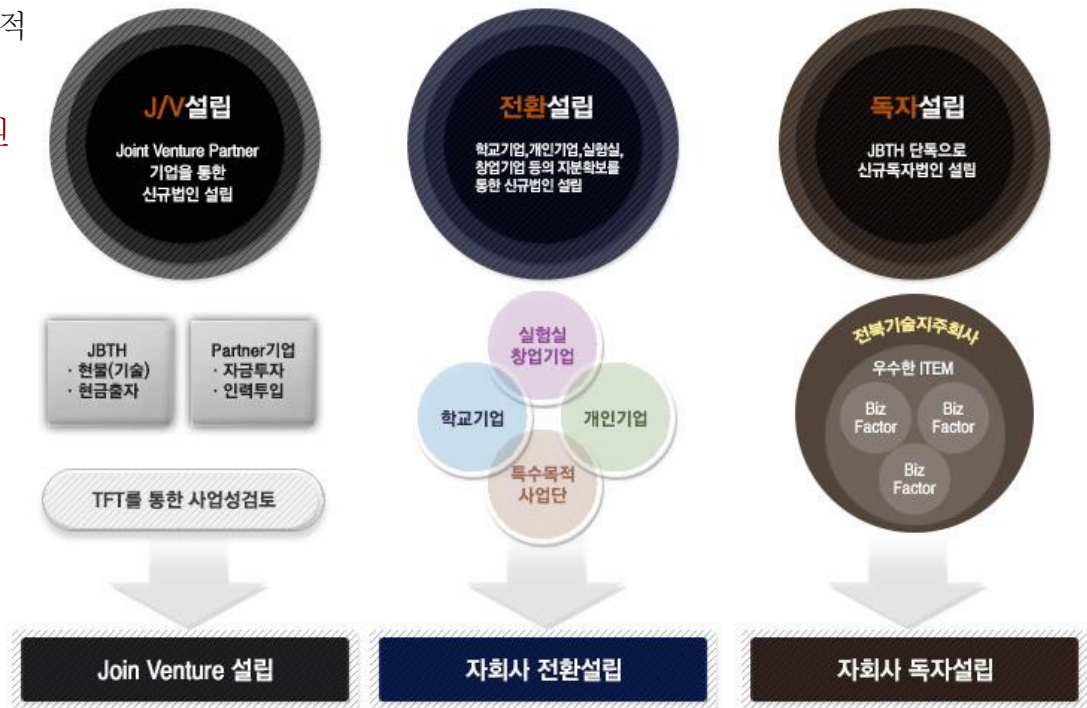 적
J/V설립
Joint Venture Partner
기업을 통한
신규법인 설립
전환설립
학교기업,개인기업,실험실,
창업기업 등의 지분확보를
통한 신규법인 설립
독자설립
JBTH 단독으로
신규독자법인 설립
JBTH
· 현물(기술)
· 현금출자
Partner기업
· 자금투자
· 인력투입
TFT를 통한 사업성검토
실험실
창업기업
학교기업
개인기업
특수목적
사업단
전북기술지주회사
우수한 ITEM
Biz
Factor
Biz
Factor
Biz
Factor
Join Venture 설립
자회사 전환설립
자회사 독자설립